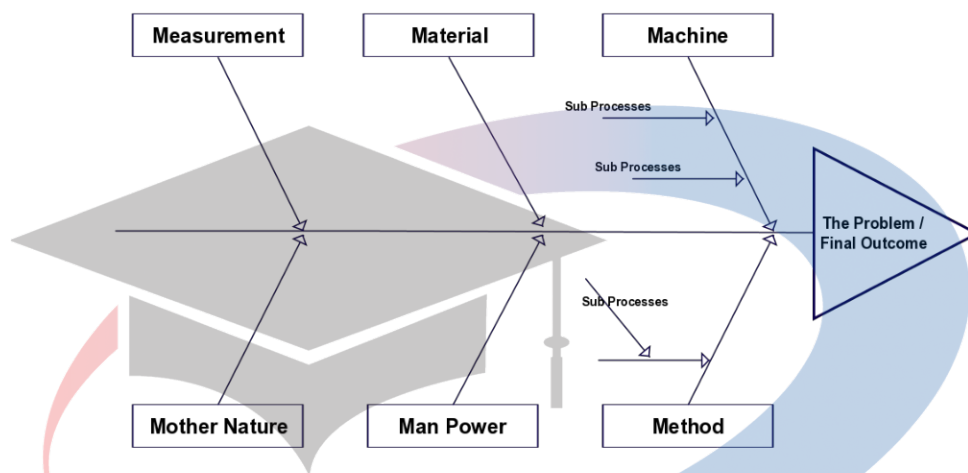 Measurement
Material
Machine
Sub Processes
Sub Processes
The Problem /
Final Outcome
Sub Processes
Mother Nature
Man Power
Method